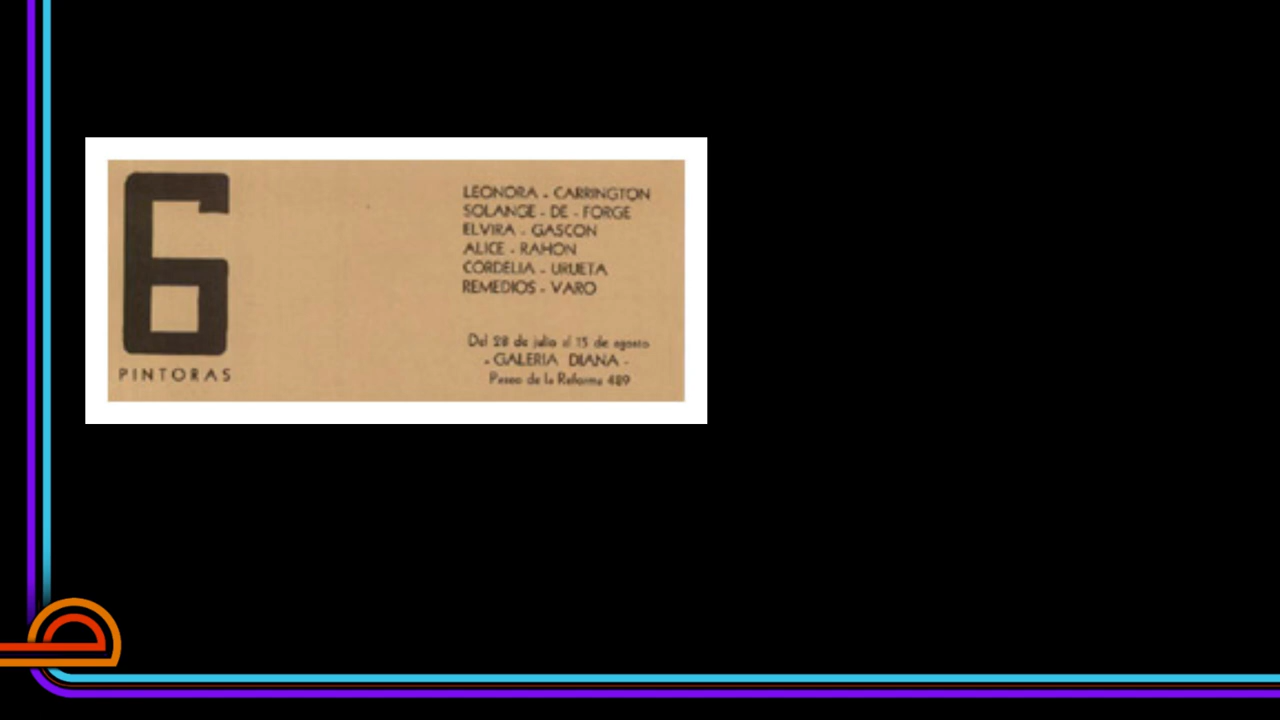 6
PINTORAS
LEONORA - CARRINGTON
SOLANGE - DE - FORGE
ELVIRA - GASCON
ALICE - RAHON
CORDELIA - URUETA
REMEDIOS - VARO
Del 28 de julio al 15 de agosto
- GALERIA DIANA -
Paseo de la Reforma 489